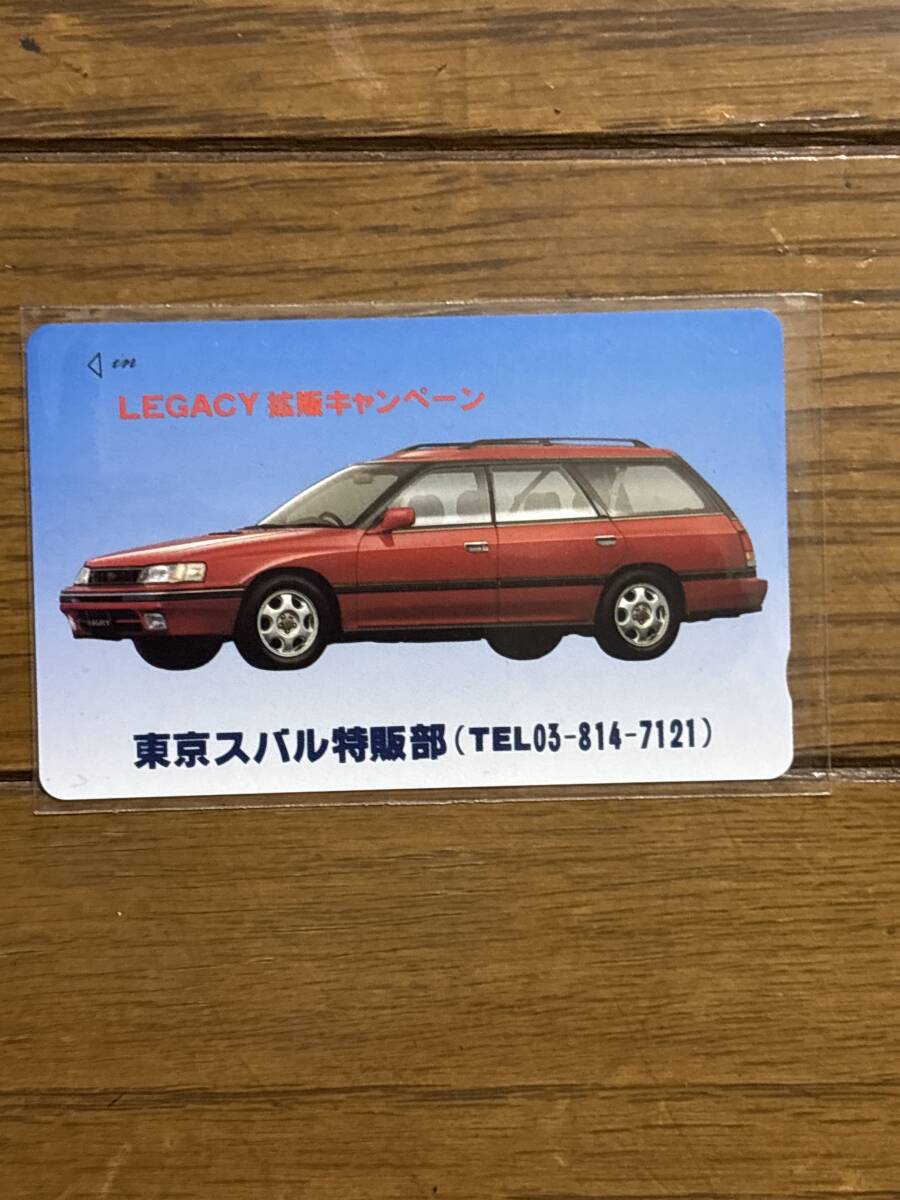 ◁ in
LEGACY 拡販キャンペーン
東京スバル特販部(TEL03-814-7121)